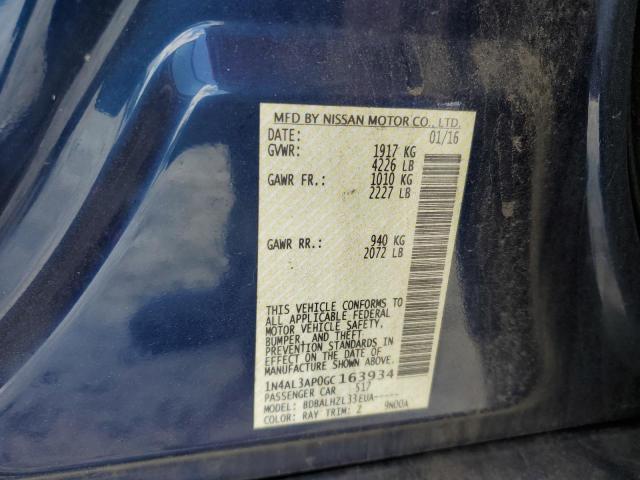 MFD BY NISSAN MOTOR CO., LTD.
DATE: 01/16
GVWR: 1917 KG
4226 LB
GAWR FR.: 1010 KG
2227 LB
GAWR RR.: 940 KG
2072 LB
THIS VEHICLE CONFORMS TO
ALL APPLICABLE FEDERAL
MOTOR VEHICLE SAFETY,
BUMPER, AND THEFT
PREVENTION STANDARDS IN
EFFECT ON THE DATE OF
MANUFACTURE SHOWN ABOVE.
1N4AL3AP0GC 163934
PASSENGER CAR 517
MODEL: BDBALHZL33EUA-----
COLOR: RAY TRIM: Z 9N00A